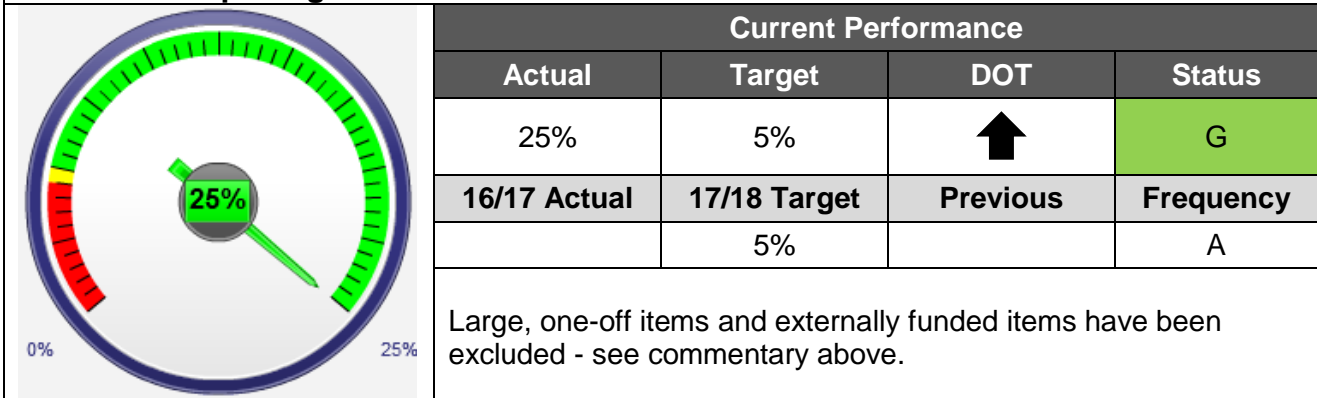 Current Performance
Actual Target DOT Status
25% 5% G
16/17 Actual 17/18 Target Previous Frequency
5% A
25%
0% 25%
Large, one-off items and externally funded items have been
excluded - see commentary above.